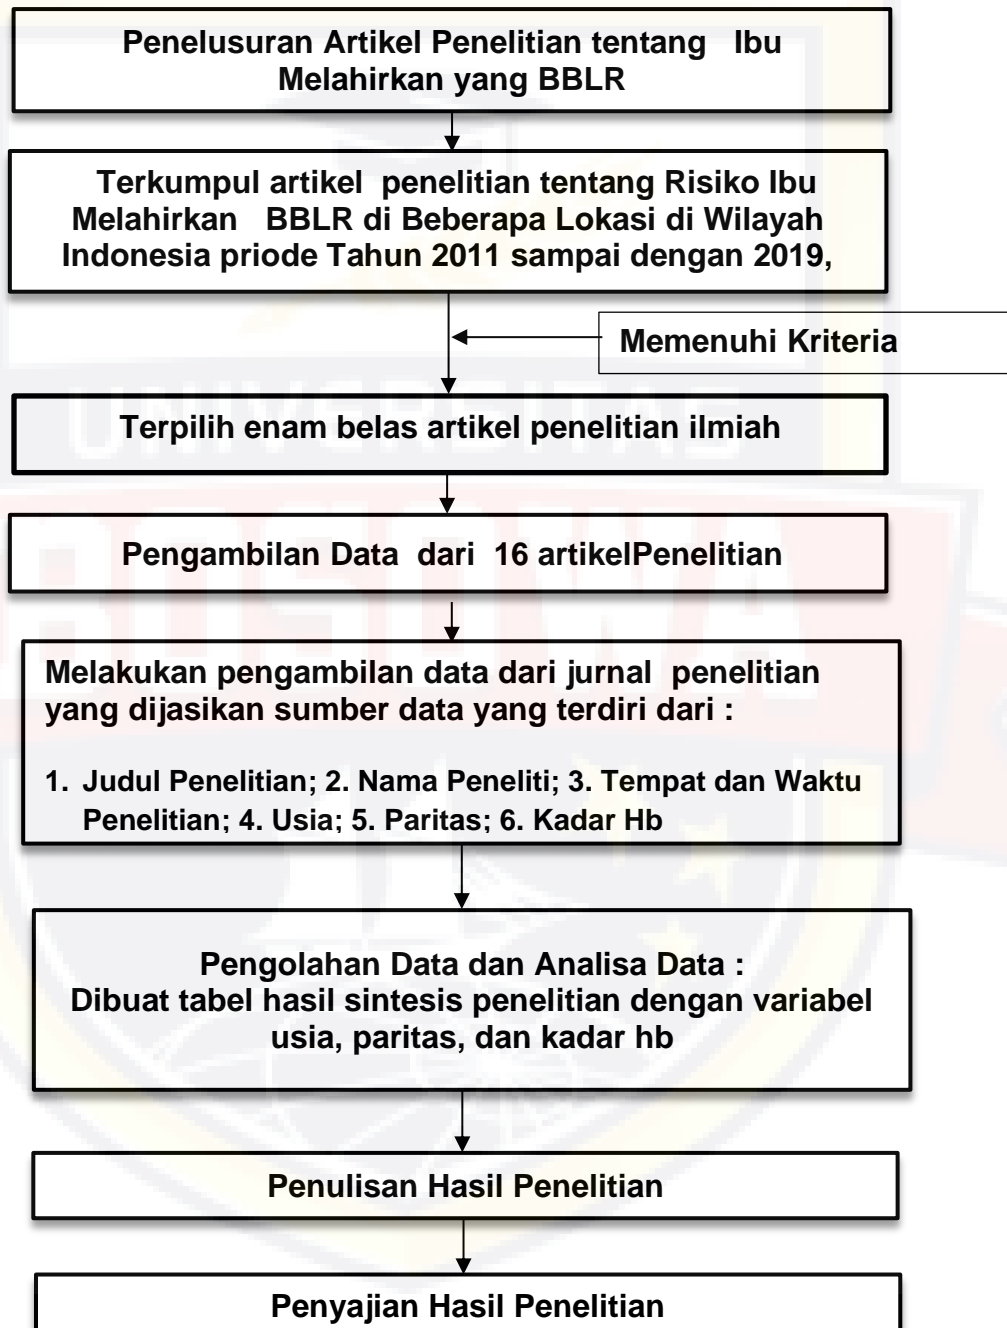 Penelusuran Artikel Penelitian tentang Ibu
Melahirkan yang BBLR
Terkumpul artikel penelitian tentang Risiko Ibu
Melahirkan BBLR di Beberapa Lokasi di Wilayah
Indonesia priode Tahun 2011 sampai dengan 2019,
Memenuhi Kriteria
UNIVERSITAS
Terpilih enam belas artikel penelitian ilmiah
BOSOWA
Pengambilan Data dari 16 artikelPenelitian
Melakukan pengambilan data dari jurnal penelitian
yang dijasikan sumber data yang terdiri dari :
1. Judul Penelitian; 2. Nama Peneliti; 3. Tempat dan Waktu
Penelitian; 4. Usia; 5. Paritas; 6. Kadar Hb
Pengolahan Data dan Analisa Data :
Dibuat tabel hasil sintesis penelitian dengan variabel
usia, paritas, dan kadar hb
Penulisan Hasil Penelitian
Penyajian Hasil Penelitian